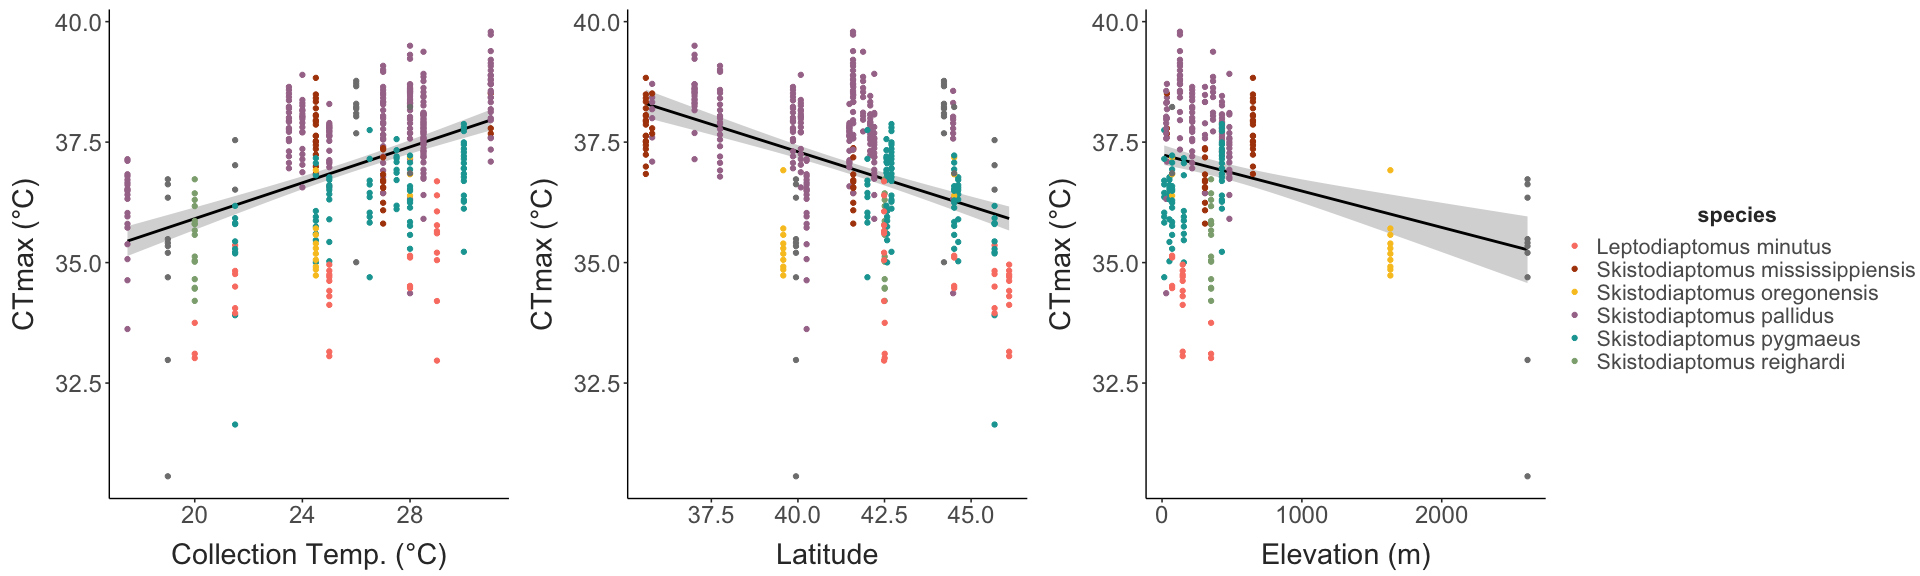 40.0
37.5
35.0
32.5
CTmax (°C)
20 24 28
Collection Temp. (°C)
40.0
37.5
35.0
32.5
CTmax (°C)
37.5 40.0 42.5 45.0
Latitude
40.0
37.5
35.0
32.5
CTmax (°C)
0 1000 2000
Elevation (m)
species
Leptodiaptomus minutus
Skistodiaptomus mississippiensis
Skistodiaptomus oregonensis
Skistodiaptomus pallidus
Skistodiaptomus pygmaeus
Skistodiaptomus reighardi